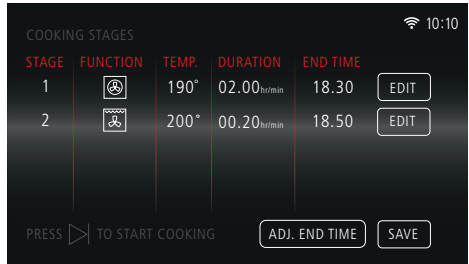 10:10
COOKING STAGES
STAGE FUNCTION TEMP. DURATION END TIME
1 190° 02.00hr/min 18.30 EDIT
2 200° 00.20hr/min 18.50 EDIT
PRESS TO START COOKING ADJ. END TIME SAVE